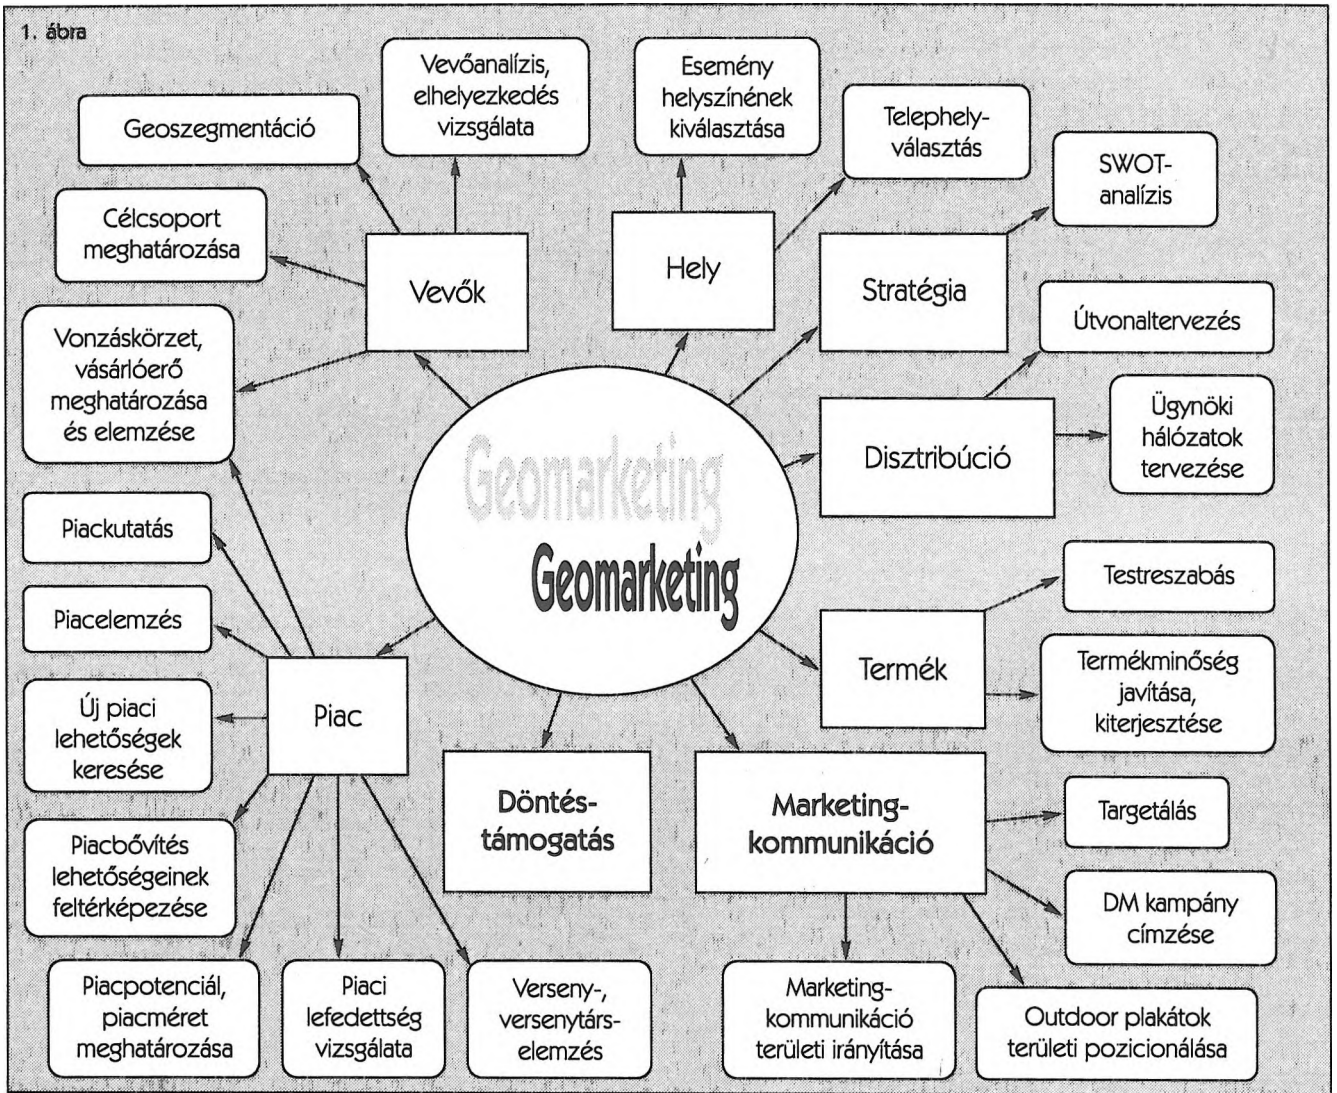 1. ábra
Vevőanalízis,
elhelyezkedés
vizsgálata
Esemény
helyszínének
kiválasztása
Geoszegmentáció
Telephely-
választás
SWOT-
analízis
Célcsoport
meghatározása
Vevők
Hely
Stratégia
Vonzáskörzet,
vásárlóerő
meghatározása
és elemzése
Útvonaltervezés
Disztribúció
Ügynöki
hálózatok
tervezése
Geomarketing
Geomarketing
Piackutatás
Piacelemzés
Testreszabás
Termék
Termékminőség
javítása,
kiterjesztése
Piac
Új piaci
lehetőségek
keresése
Döntés-
támogatás
Marketing-
kommunikáció
Targetálás
Piacbővítés
lehetőségeinek
feltérképezése
DM kampány
címzése
Piacpotenciál,
piacméret
meghatározása
Piaci
lefedettség
vizsgálata
Verseny-,
versenytárs-
elemzés
Marketing-
kommunikáció
területi irányítása
Outdoor plakátok
területi pozicionálása